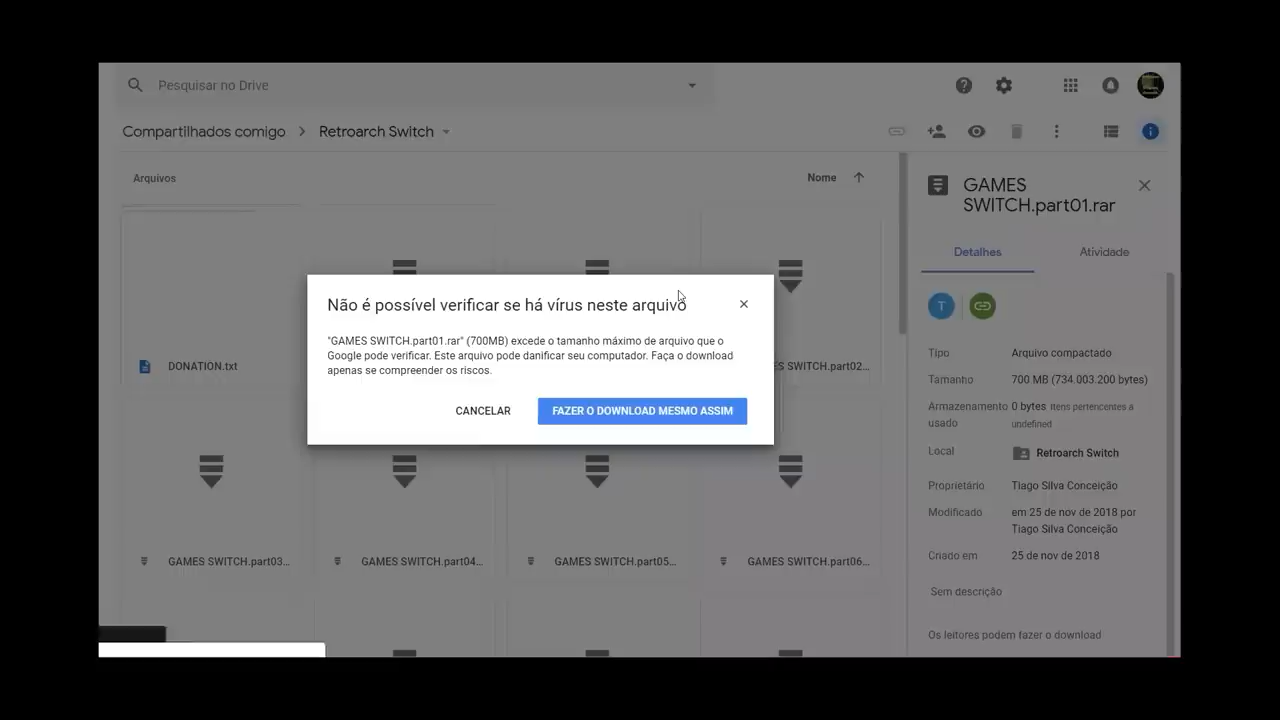 Pesquisar no Drive
Compartilhados comigo
Retroarch Switch
Arquivos
Nome
GAMES
SWITCH.part01.rar
Detalhes
Atividade
T
Não é possível verificar se há vírus neste arquivo
"GAMES SWITCH.part01.rar" (700MB) excede o tamanho máximo de arquivo que o
Google pode verificar. Este arquivo pode danificar seu computador. Faça o download
apenas se compreender os riscos.
CANCELAR
FAZER O DOWNLOAD MESMO ASSIM
DONATION.txt
ES SWITCH.part02...
GAMES SWITCH.part03...
GAMES SWITCH.part04...
GAMES SWITCH.part05...
GAMES SWITCH.part06...
Tipo
Arquivo compactado
Tamanho
700 MB (734.003.200 bytes)
Armazenamento
usado
0 bytes Itens pertencentes a
undefined
Local
Retroarch Switch
Proprietário
Tiago Silva Conceição
Modificado
em 25 de nov de 2018 por
Tiago Silva Conceição
Criado em
25 de nov de 2018
Sem descrição
Os leitores podem fazer o download